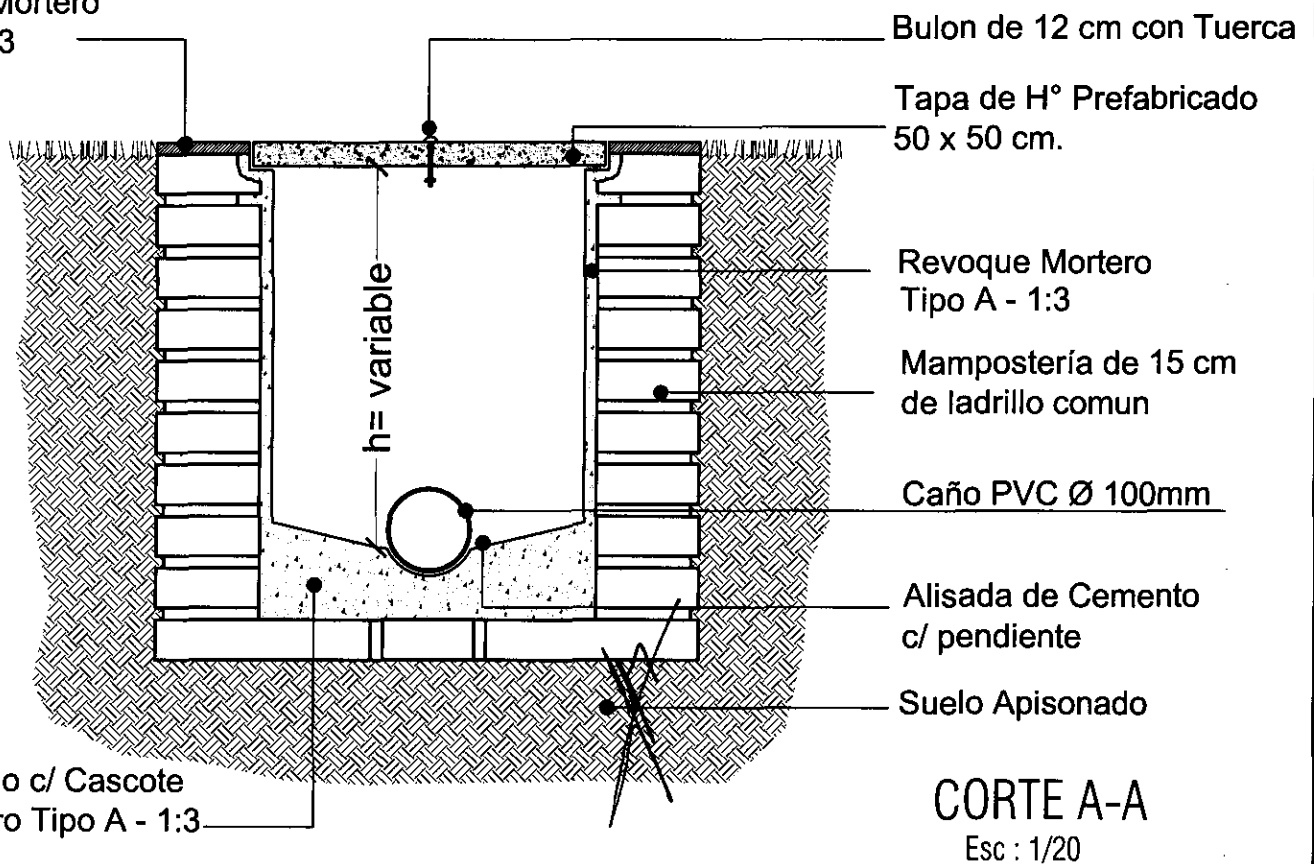 Mortero
3
Bulon de 12 cm con Tuerca
Tapa de H° Prefabricado
50 x 50 cm.
Revoque Mortero
Tipo A - 1:3
h= variable
Mampostería de 15 cm
de ladrillo comun
Caño PVC Ø 100mm
Alisada de Cemento
c/ pendiente
Suelo Apisonado
o c/ Cascote
ro Tipo A - 1:3
CORTE A-A
Esc : 1/20